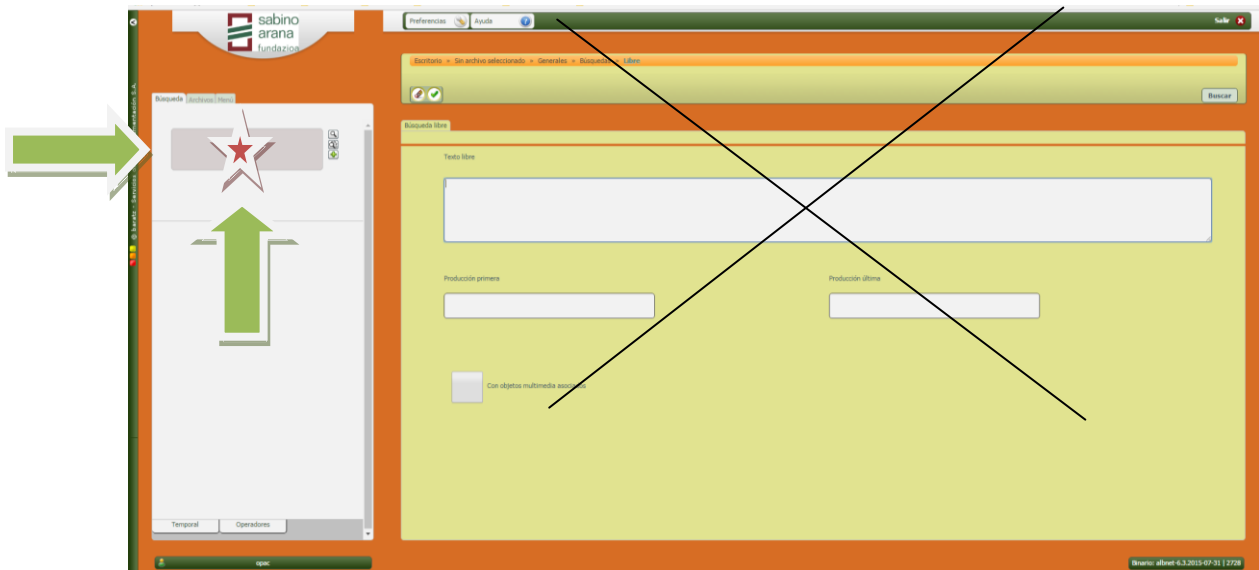 sabino
arana
fundazioa
Preferencias
Ayuda
Salir
Escritorio » Sin archivo seleccionado » Generales » Búsquedas » Libre
Buscar
Búsqueda
Archivos
Menú
Búsqueda libre
Texto libre
Producción primera
Producción última
Con objetos multimedia asociados
Temporal
Operadores
opac
Binario: albnet-6.3.2015-07-31 | 2728